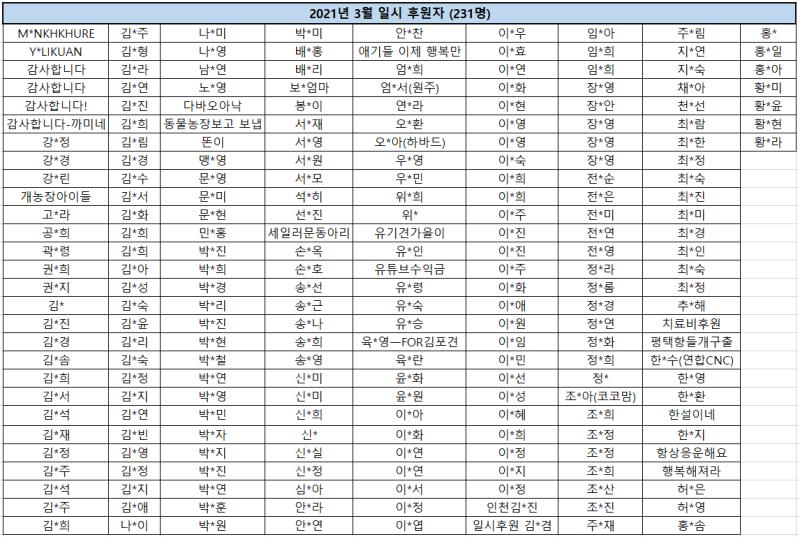 2021년 3월 일시 후원자 (231명)
M*NKHKHURE 김*주 나*미 박*미 안*찬 이*우 임*아 주*림 홍*
Y*LIKUAN 김*형 나*영 배*홍 애기들 이제 행복만 이*효 임*희 지*연 홍*일
감사합니다 김*라 남*연 배*리 엄*희 이*연 임*희 지*숙 홍*아
감사합니다 김*연 노*영 보*엄마 엄*서(원주) 이*화 장*영 채*아 황*미
감사합니다! 김*진 다바오아낙 봉*이 연*라 이*현 장*안 천*선 황*윤
감사합니다-까미네 김*희 동물농장보고 보냅 서*재 오*환 이*영 장*영 최*람 황*현
강*정 김*림 똔이 서*영 오*아(하바드) 이*영 장*영 최*한 황*라
강*경 김*경 맹*영 서*원 우*영 이*숙 장*영 최*정
강*린 김*수 문*영 서*모 우*민 이*희 전*순 최*숙
개농장아이들 김*서 문*미 석*히 위*희 이*희 전*은 최*진
고*라 김*화 문*현 선*진 위* 이*주 전*미 최*미
공*희 김*희 민*홍 세일러문동아리 유기견가을이 이*진 전*연 최*경
곽*령 김*희 박*진 손*옥 유*인 이*진 전*영 최*인
권*희 김*아 박*희 손*호 유튜브수익금 이*주 정*라 최*숙
권*지 김*성 박*경 송*선 유*령 이*화 정*롬 최*정
김* 김*숙 박*리 송*근 유*숙 이*애 정*경 추*해
김*진 김*윤 박*진 송*나 유*승 이*원 정*연 치료비후원
김*경 김*리 박*현 송*희 육*영ㅡFOR김포견 이*임 정*화 평택항들개구출
김*솜 김*숙 박*철 송*영 육*란 이*민 정*희 한*수(연합CNC)
김*희 김*정 박*연 신*미 윤*화 이*선 정* 한*영
김*서 김*지 박*영 신*미 윤*원 이*성 조*아(코코맘) 한*환
김*석 김*연 박*민 신*희 이*아 이*혜 조*희 한설이네
김*재 김*빈 박*자 신* 이*화 이*희 조*정 한*지
김*정 김*영 박*지 신*실 이*연 이*정 조*정 항상응운해요
김*주 김*정 박*진 신*정 이*연 이*지 조*희 행복해져라
김*석 김*지 박*연 심*아 이*서 이*정 조*산 허*은
김*주 김*애 박*훈 안*라 이*정 인천김*진 조*진 허*영
김*희 나*이 박*원 안*연 이*엽 일시후원 김*겸 주*재 홍*솜